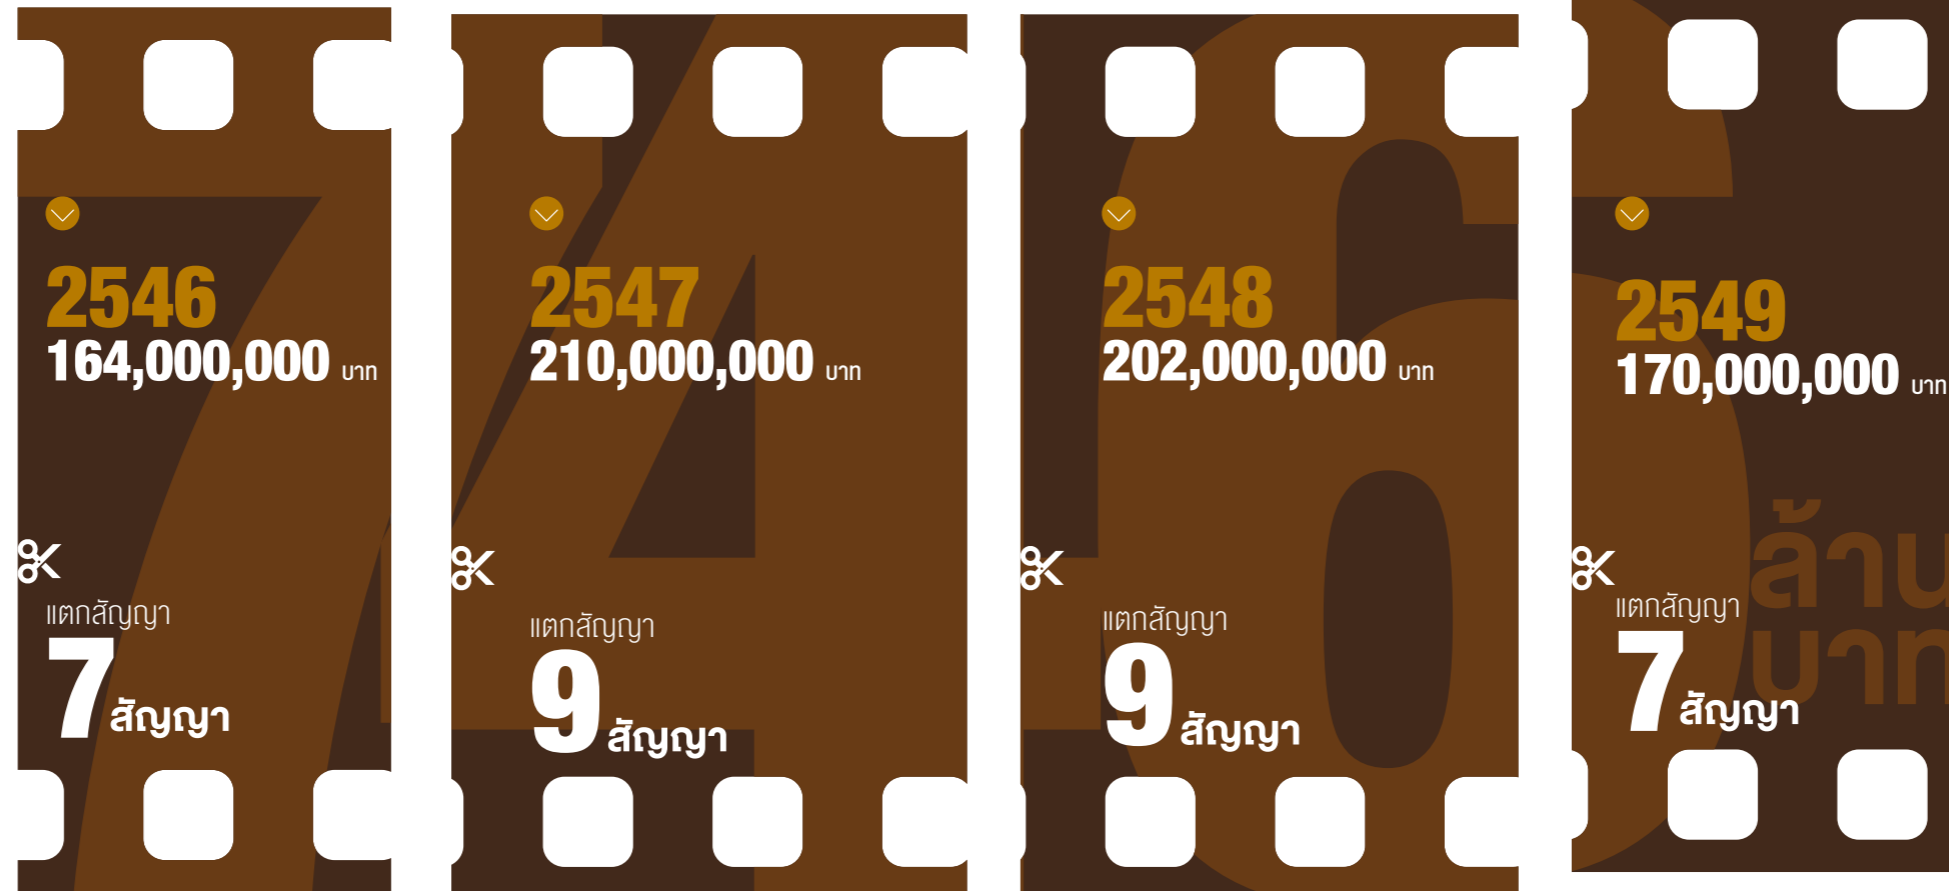 2546
164,000,000 บาท
แตกสัญญา
7 สัญญา
2547
210,000,000 บาท
แตกสัญญา
9 สัญญา
2548
202,000,000 บาท
แตกสัญญา
9 สัญญา
2549
170,000,000 บาท
แตกสัญญา
7 สัญญา
746
ล้าน
บาท